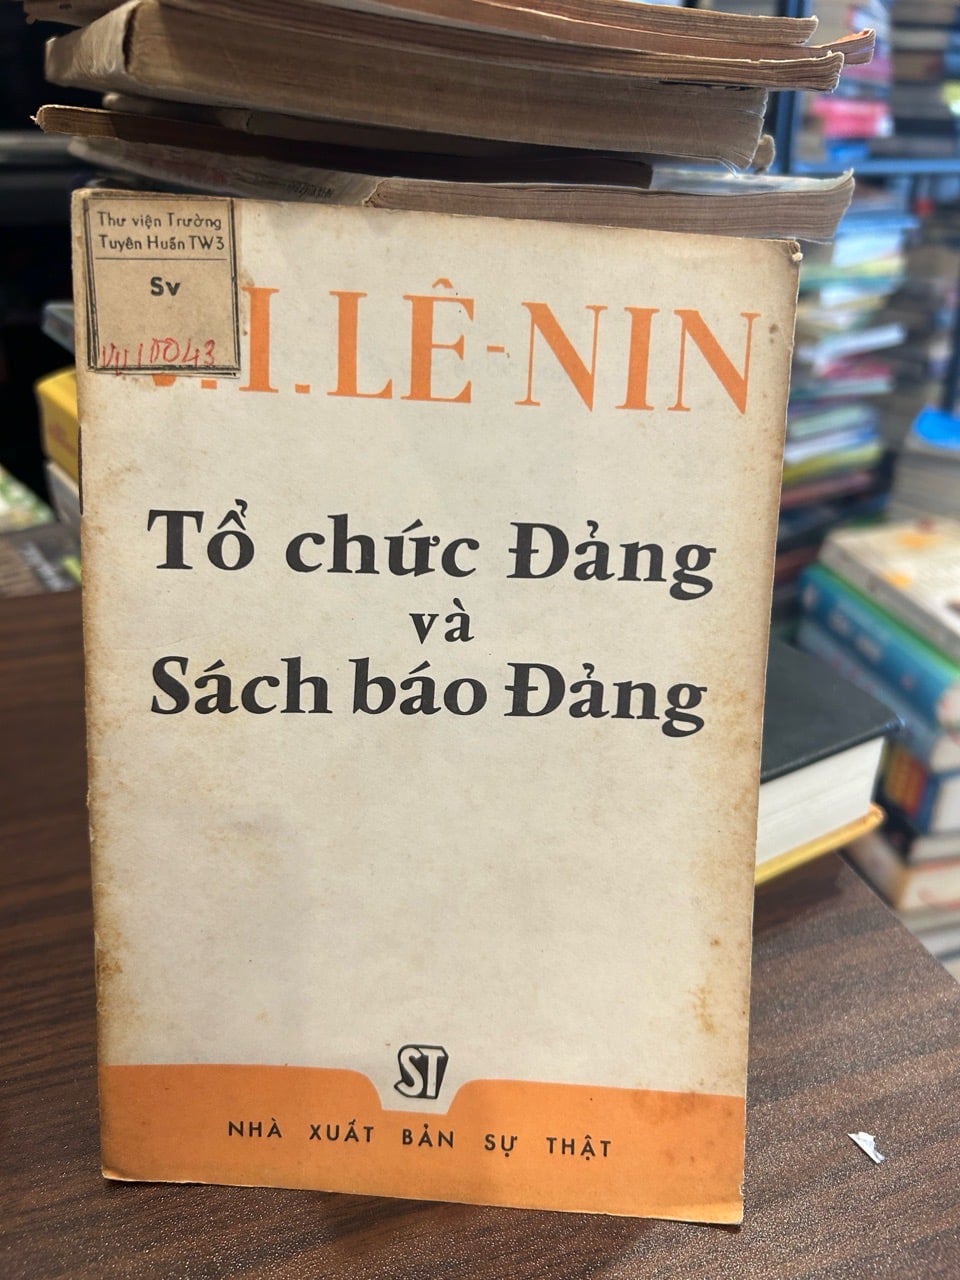 Thư viện Trường
Tuyên Huấn TW3
Sv
V.I.LÊ-NIN
Tổ chức Đảng
và
Sách báo Đảng
ST
NHÀ XUẤT BẢN SỰ THẬT